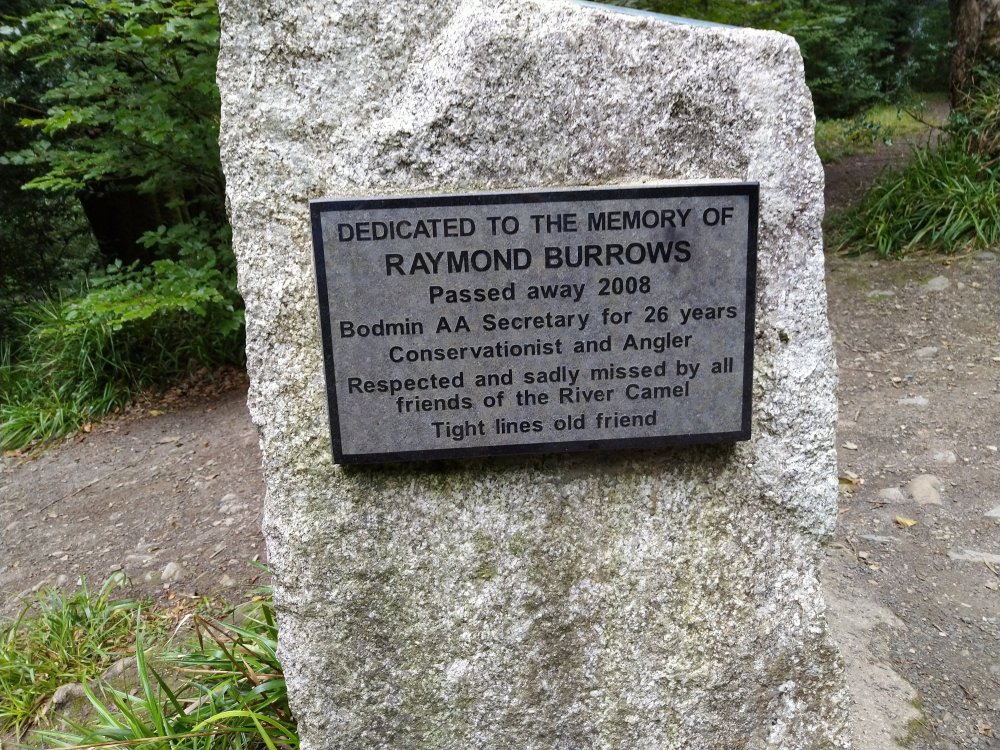 DEDICATED TO THE MEMORY OF
RAYMOND BURROWS
Passed away 2008
Bodmin AA Secretary for 26 years
Conservationist and Angler
Respected and sadly missed by all
friends of the River Camel
Tight lines old friend